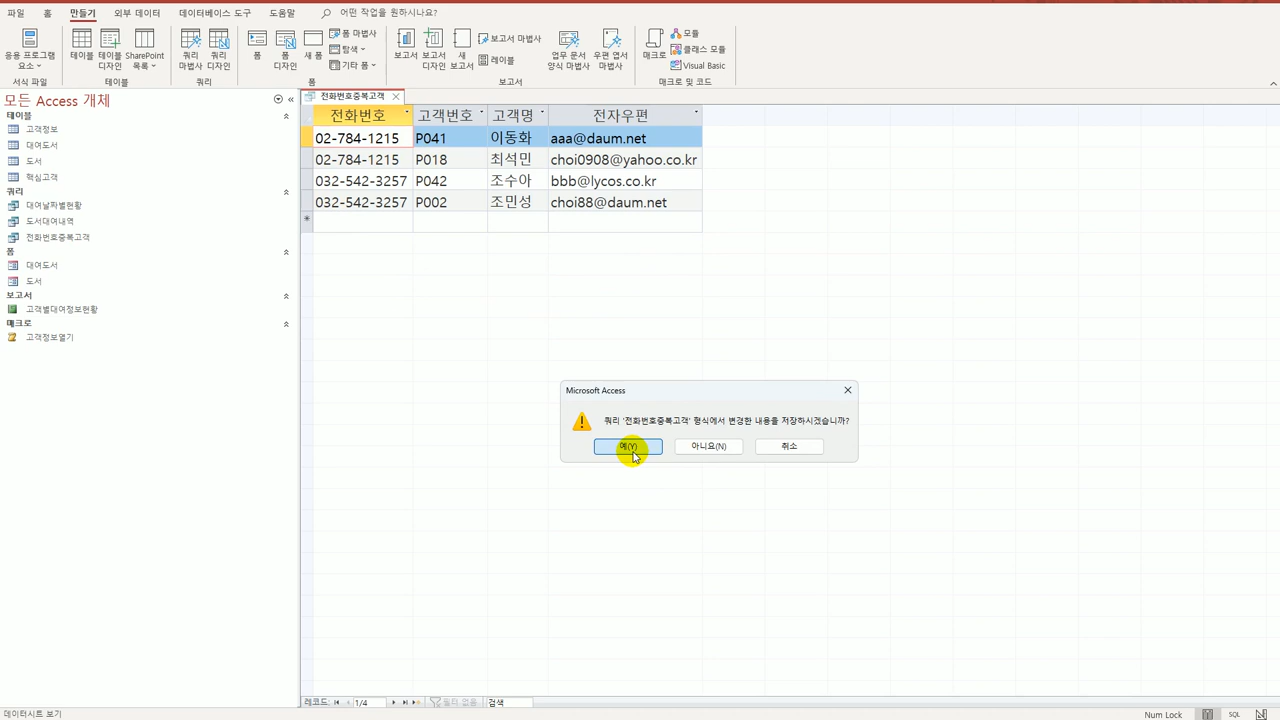 파일 홈 만들기 외부 데이터 데이터베이스 도구 도움말 어떤 작업을 원하시나요?
응용 프로그램 요소
테이블
테이블 디자인
SharePoint 목록
쿼리 마법사
쿼리 디자인
폼
폼 디자인
새 폼
폼 마법사
탐색
기타 폼
보고서
보고서 디자인
새 보고서
보고서 마법사
레이블
업무 문서 양식 마법사
우편 엽서 마법사
매크로
모듈
클래스 모듈
Visual Basic
서식 파일 테이블 쿼리 폼 보고서 매크로 및 코드
모든 Access 개체
테이블
고객정보
대여도서
도서
핵심고객
쿼리
대여날짜별현황
도서대여내역
전화번호중복고객
폼
대여도서
도서
보고서
고객별대여정보현황
매크로
고객정보열기
전화번호중복고객
전화번호 고객번호 고객명 전자우편
02-784-1215 P041 이동화 aaa@daum.net
02-784-1215 P018 최석민 choi0908@yahoo.co.kr
032-542-3257 P042 조수아 bbb@lycos.co.kr
032-542-3257 P002 조민성 choi88@daum.net
Microsoft Access
쿼리 '전화번호중복고객' 형식에서 변경한 내용을 저장하시겠습니까?
예(Y) 아니요(N) 취소
레코드: 1/4 필터 없음 검색
데이터시트 보기 Num Lock SQL